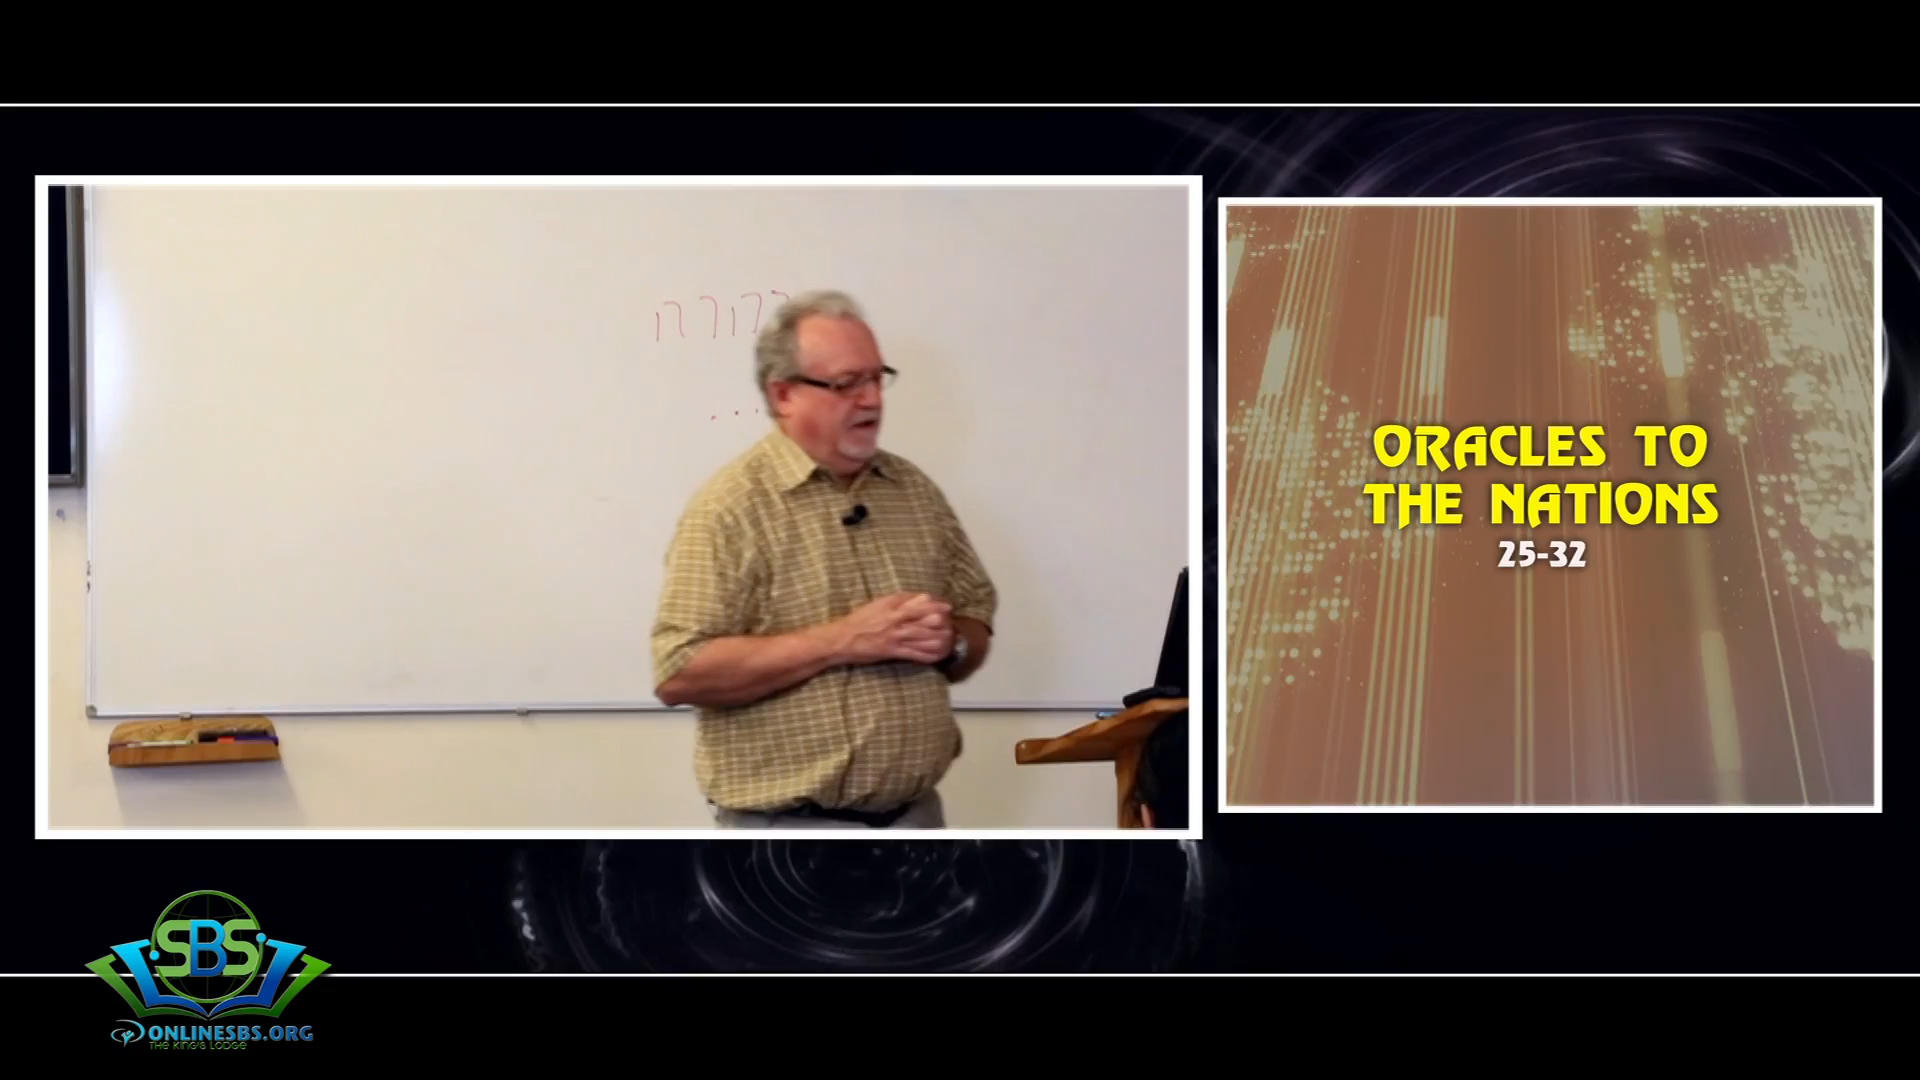 ORACLES TO
THE NATIONS
25-32
SBS
ONLINESBS.ORG
THE KING'S LODGE